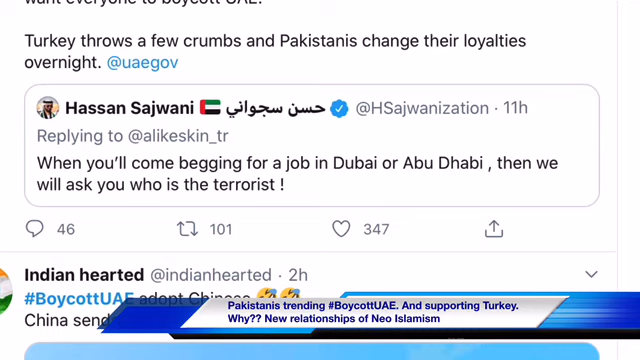 want everyone to boycott UAE!
Turkey throws a few crumbs and Pakistanis change their loyalties
overnight. @uaegov
Hassan Sajwani 🇦🇪 حسن سجواني @HSajwanization · 11h
Replying to @alikeskin_tr
When you’ll come begging for a job in Dubai or Abu Dhabi , then we
will ask you who is the terrorist !
46 101 347
Indian hearted @indianhearted · 2h
#BoycottUAE adopt Chinese 🤣🤣
China send
Pakistanis trending #BoycottUAE. And supporting Turkey.
Why?? New relationships of Neo Islamism